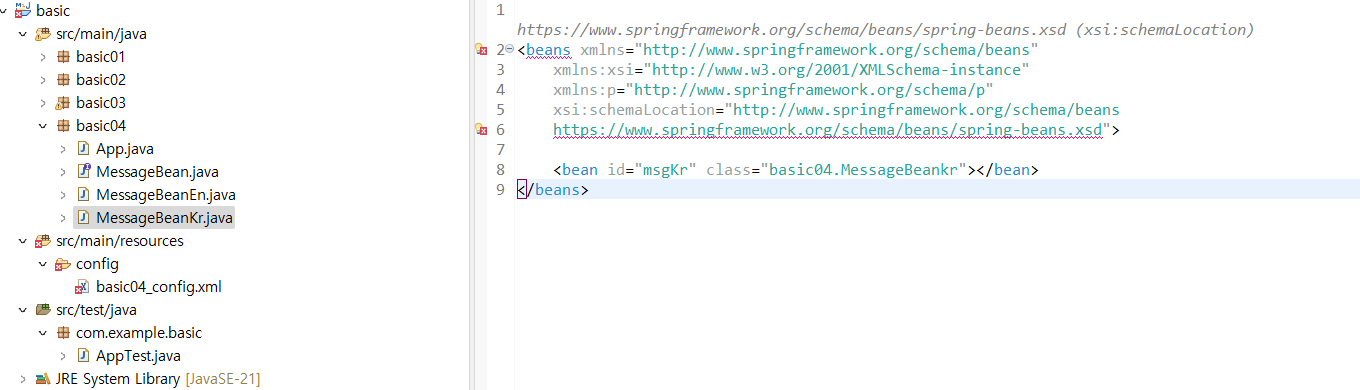 basic
src/main/java
basic01
basic02
basic03
basic04
App.java
MessageBean.java
MessageBeanEn.java
MessageBeanKr.java
src/main/resources
config
basic04_config.xml
src/test/java
com.example.basic
AppTest.java
JRE System Library [JavaSE-21]
1
https://www.springframework.org/schema/beans/spring-beans.xsd (xsi:schemaLocation)
2 <beans xmlns="http://www.springframework.org/schema/beans"
3 xmlns:xsi="http://www.w3.org/2001/XMLSchema-instance"
4 xmlns:p="http://www.springframework.org/schema/p"
5 xsi:schemaLocation="http://www.springframework.org/schema/beans
6 https://www.springframework.org/schema/beans/spring-beans.xsd">
7
8 <bean id="msgKr" class="basic04.MessageBeankr"></bean>
9 </beans>